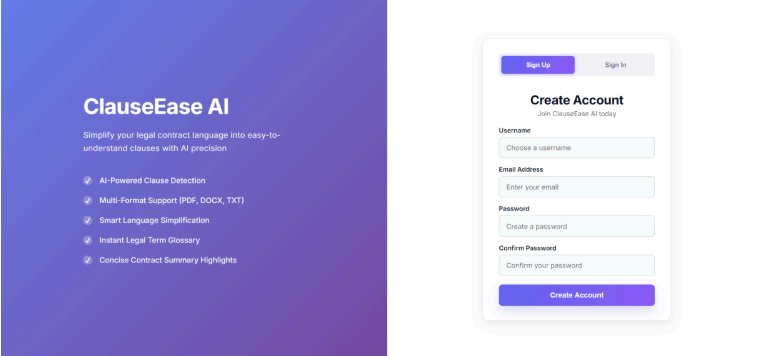 ClauseEase AI
Simplify your legal contract language into easy-to-
understand clauses with AI precision
AI-Powered Clause Detection
Multi-Format Support (PDF, DOCX, TXT)
Smart Language Simplification
Instant Legal Term Glossary
Concise Contract Summary Highlights
Sign Up
Sign In
Create Account
Join ClauseEase AI today
Username
Choose a username
Email Address
Enter your email
Password
Create a password
Confirm Password
Confirm your password
Create Account